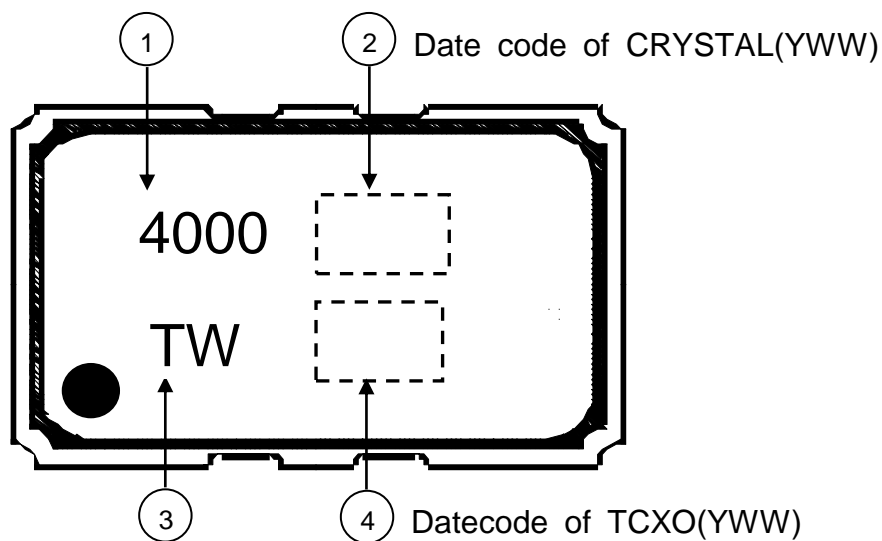 1
2 Date code of CRYSTAL(YWW)
4000
TW
3
4 Datecode of TCXO(YWW)